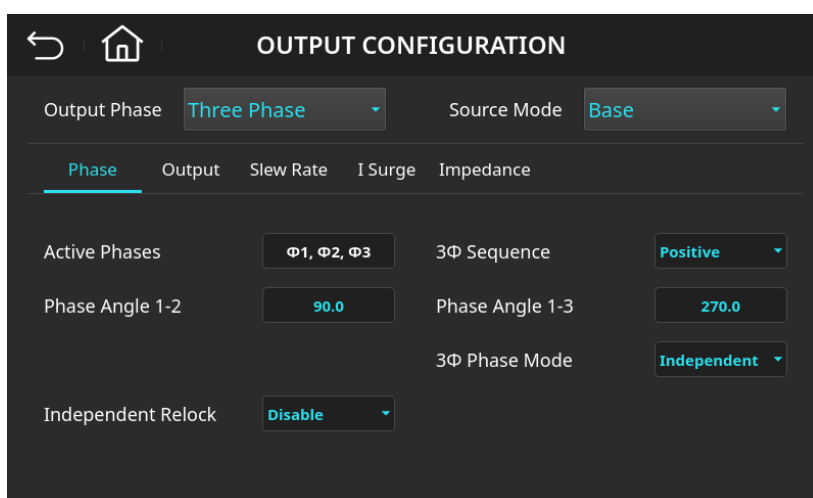 OUTPUT CONFIGURATION
Output Phase Three Phase Source Mode Base
Phase Output Slew Rate I Surge Impedance
Active Phases Φ1, Φ2, Φ3 3Φ Sequence Positive
Phase Angle 1-2 90.0 Phase Angle 1-3 270.0
3Φ Phase Mode Independent
Independent Relock Disable